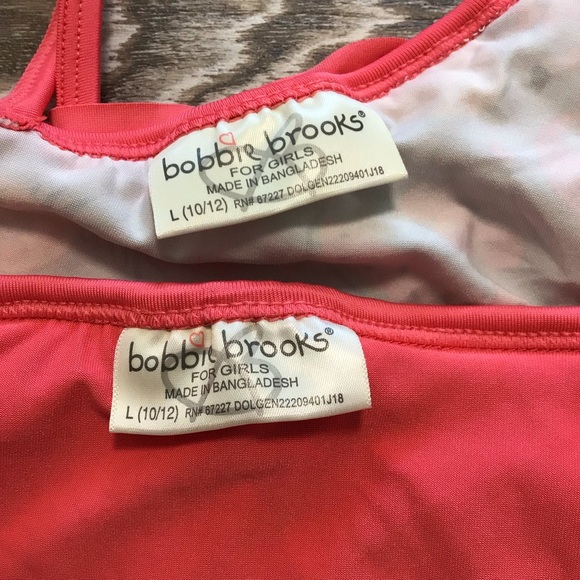 bobbie brooks®
FOR GIRLS
MADE IN BANGLADESH
L (10/12) RN# 67227 DOLGEN22209401J18
bobbie brooks®
FOR GIRLS
MADE IN BANGLADESH
L (10/12) RN# 67227 DOLGEN22209401J18